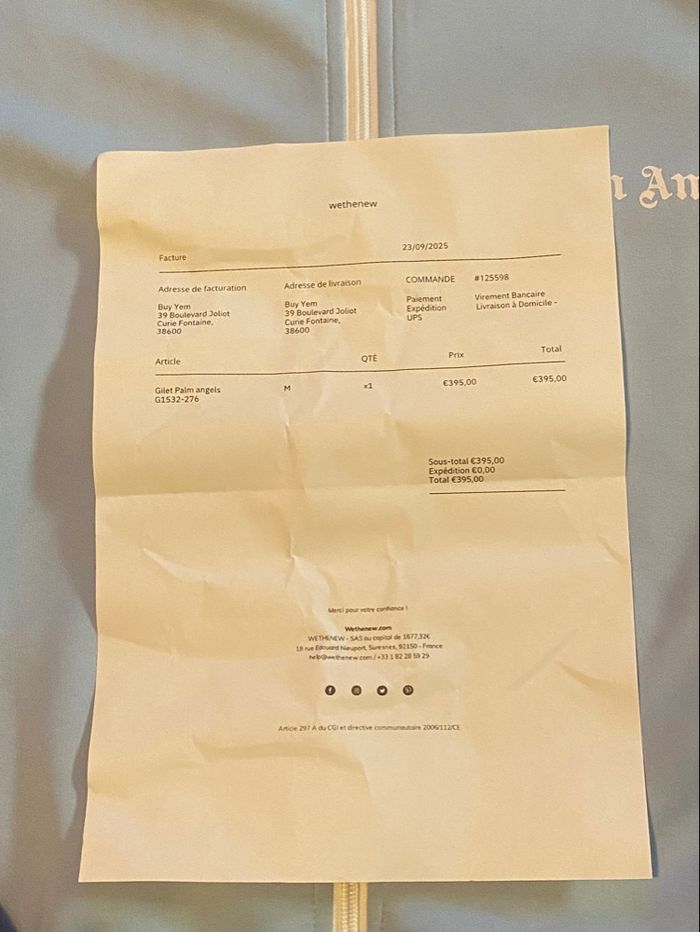 wethenew
Facture
23/09/2025
Adresse de facturation
Buy Yem
39 Boulevard Joliot
Curie Fontaine,
38600
Adresse de livraison
Buy Yem
39 Boulevard Joliot
Curie Fontaine,
38600
COMMANDE #125598
Paiement Virement Bancaire
Expédition Livraison à Domicile -
UPS
Article QTÉ Prix Total
Gilet Palm angels M x1 €395,00 €395,00
G1532-276
Sous-total €395,00
Expédition €0,00
Total €395,00
Merci pour votre confiance !
Wethenew.com
WETHENEW - SAS au capital de 1877,32€
18 rue Edouard Nieuport, Suresnes, 92150 - France
help@wethenew.com / +33 1 82 28 59 29
Article 297 A du CGI et directive communautaire 2006/112/CE
An